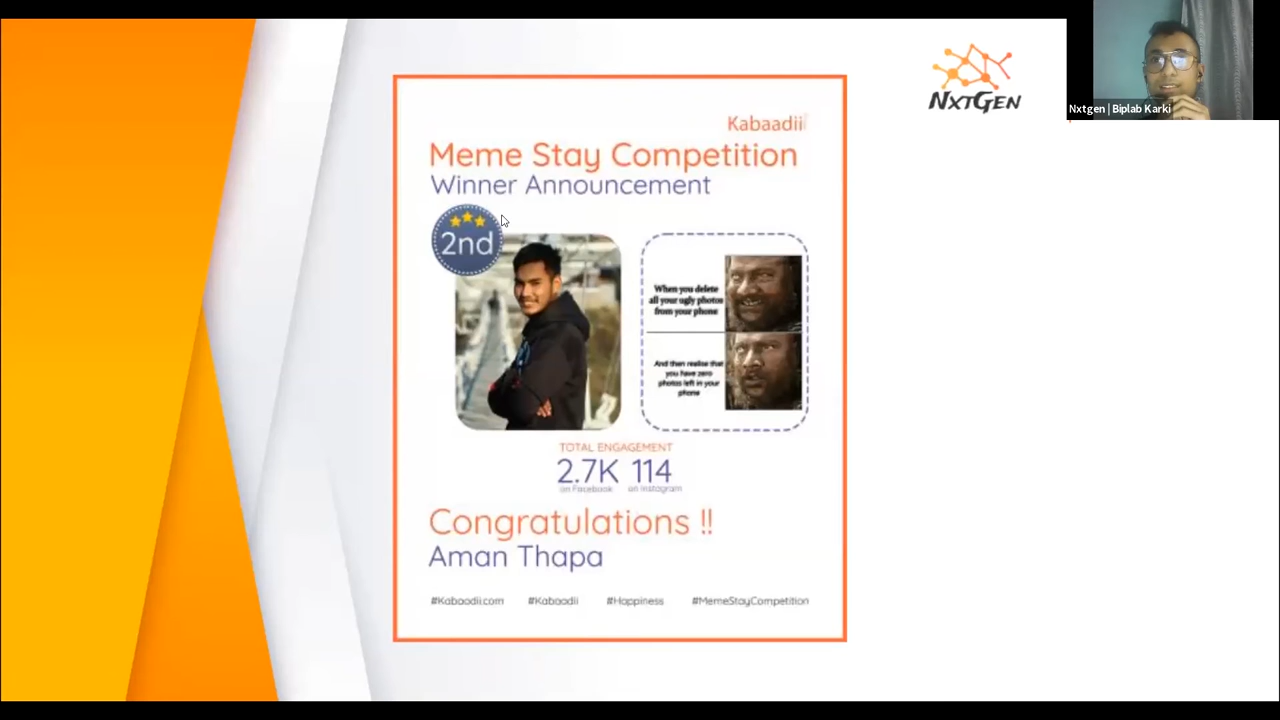 NxtGen
Nxtgen | Biplab Karki
Kabaadii
Meme Stay Competition
Winner Announcement
2nd
When you delete
all your ugly photos
from your phone
And then realise that
you have zero
photos left in your
phone
TOTAL ENGAGEMENT
2.7K 114
on Facebook on Instagram
Congratulations !!
Aman Thapa
#Kabaadii.com #Kabaadii #Happiness #MemeStayCompetition